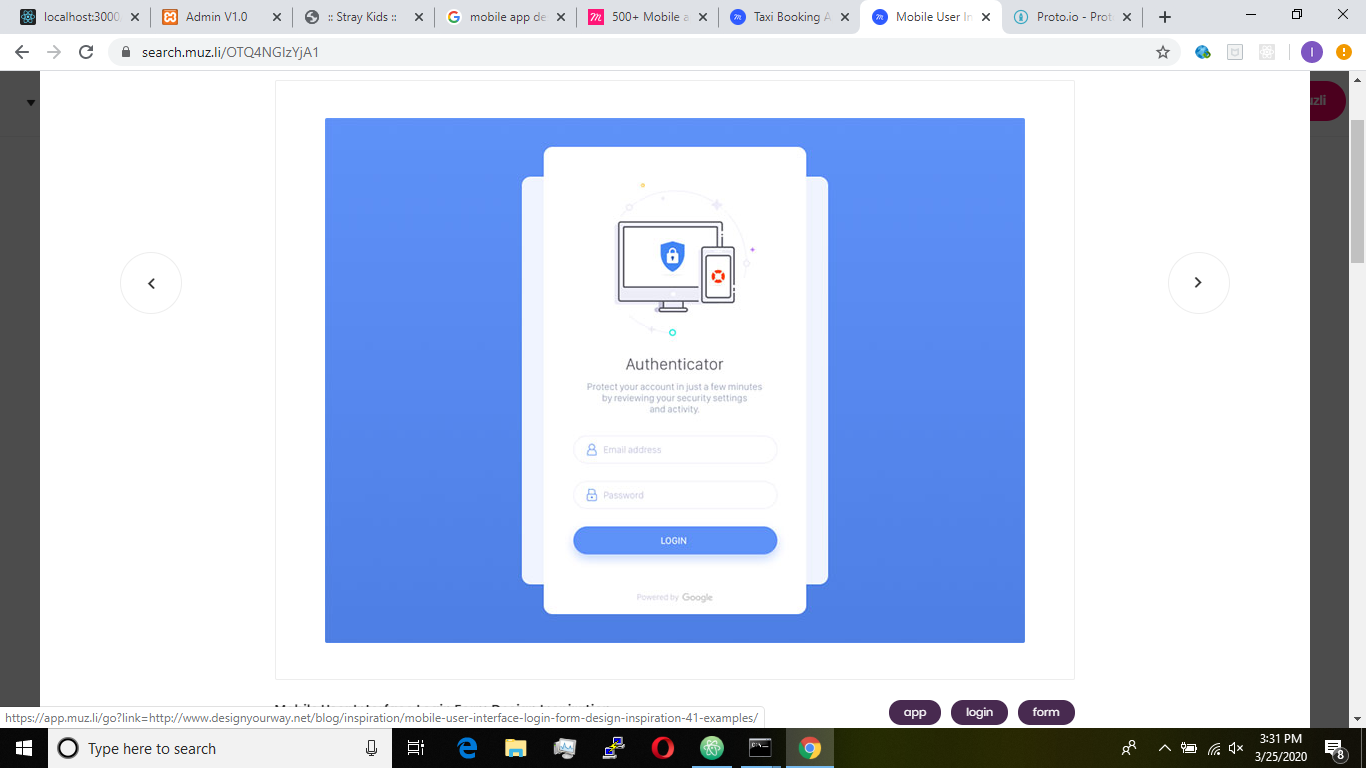 localhost:3000
Admin V1.0
:: Stray Kids ::
mobile app de
500+ Mobile a
Taxi Booking A
Mobile User In
Proto.io - Prot
search.muz.li/OTQ4NGIzYjA1
I
zli
Authenticator
Protect your account in just a few minutes
by reviewing your security settings
and activity.
Email address
Password
LOGIN
Powered by Google
app
login
form
https://app.muz.li/go?link=http://www.designyourway.net/blog/inspiration/mobile-user-interface-login-form-design-inspiration-41-examples/
Type here to search
3:31 PM
3/25/2020
8